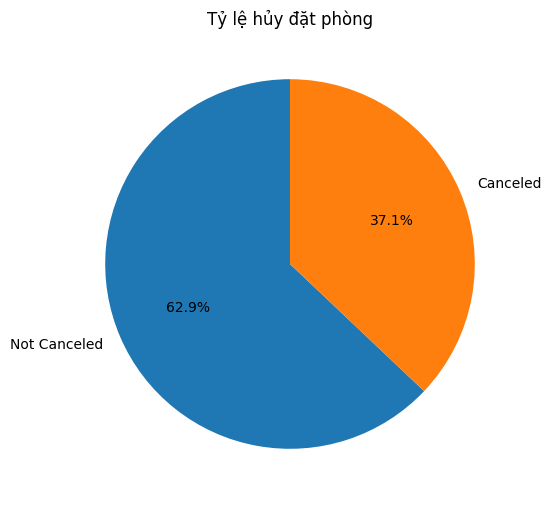 Tỷ lệ hủy đặt phòng
Canceled
37.1%
62.9%
Not Canceled